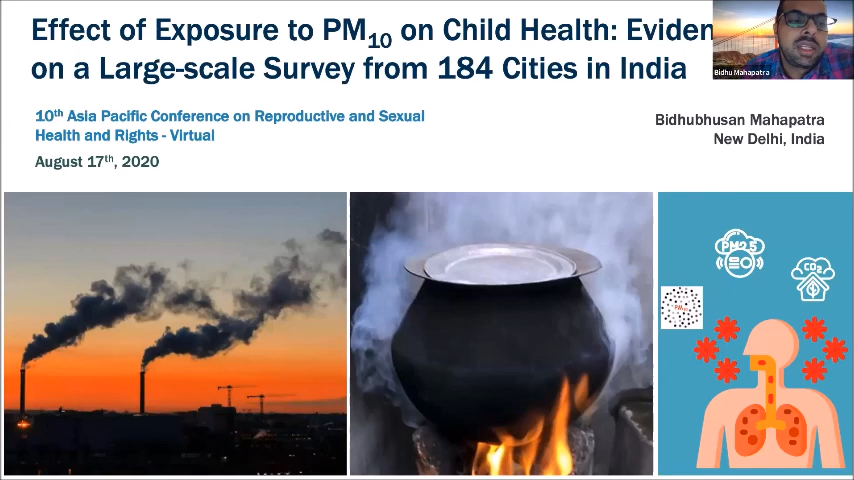 Effect of Exposure to PM10 on Child Health: Eviden
on a Large-scale Survey from 184 Cities in India
Bidhu Mahapatra
10th Asia Pacific Conference on Reproductive and Sexual
Health and Rights - Virtual
August 17th, 2020
Bidhubhusan Mahapatra
New Delhi, India
PM2.5
CO2